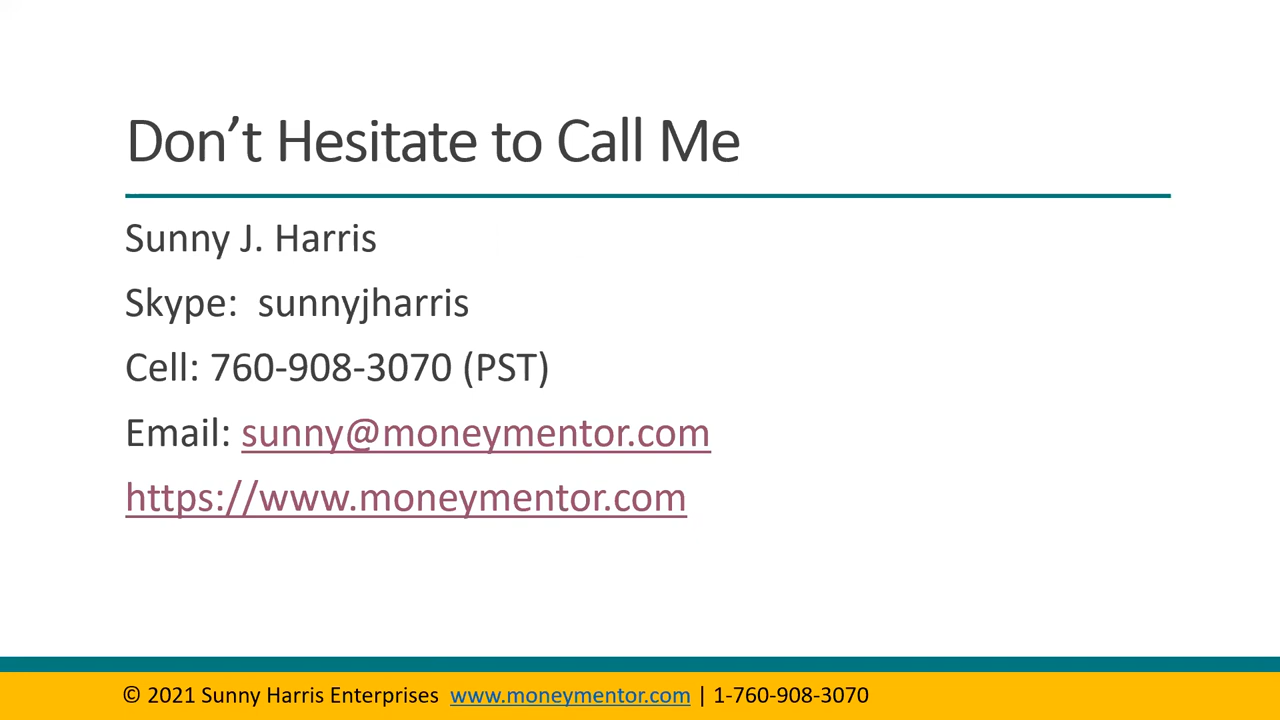 Don’t Hesitate to Call Me
Sunny J. Harris
Skype:  sunnyjharris
Cell: 760-908-3070 (PST)
Email: sunny@moneymentor.com
https://www.moneymentor.com
© 2021 Sunny Harris Enterprises  www.moneymentor.com | 1-760-908-3070